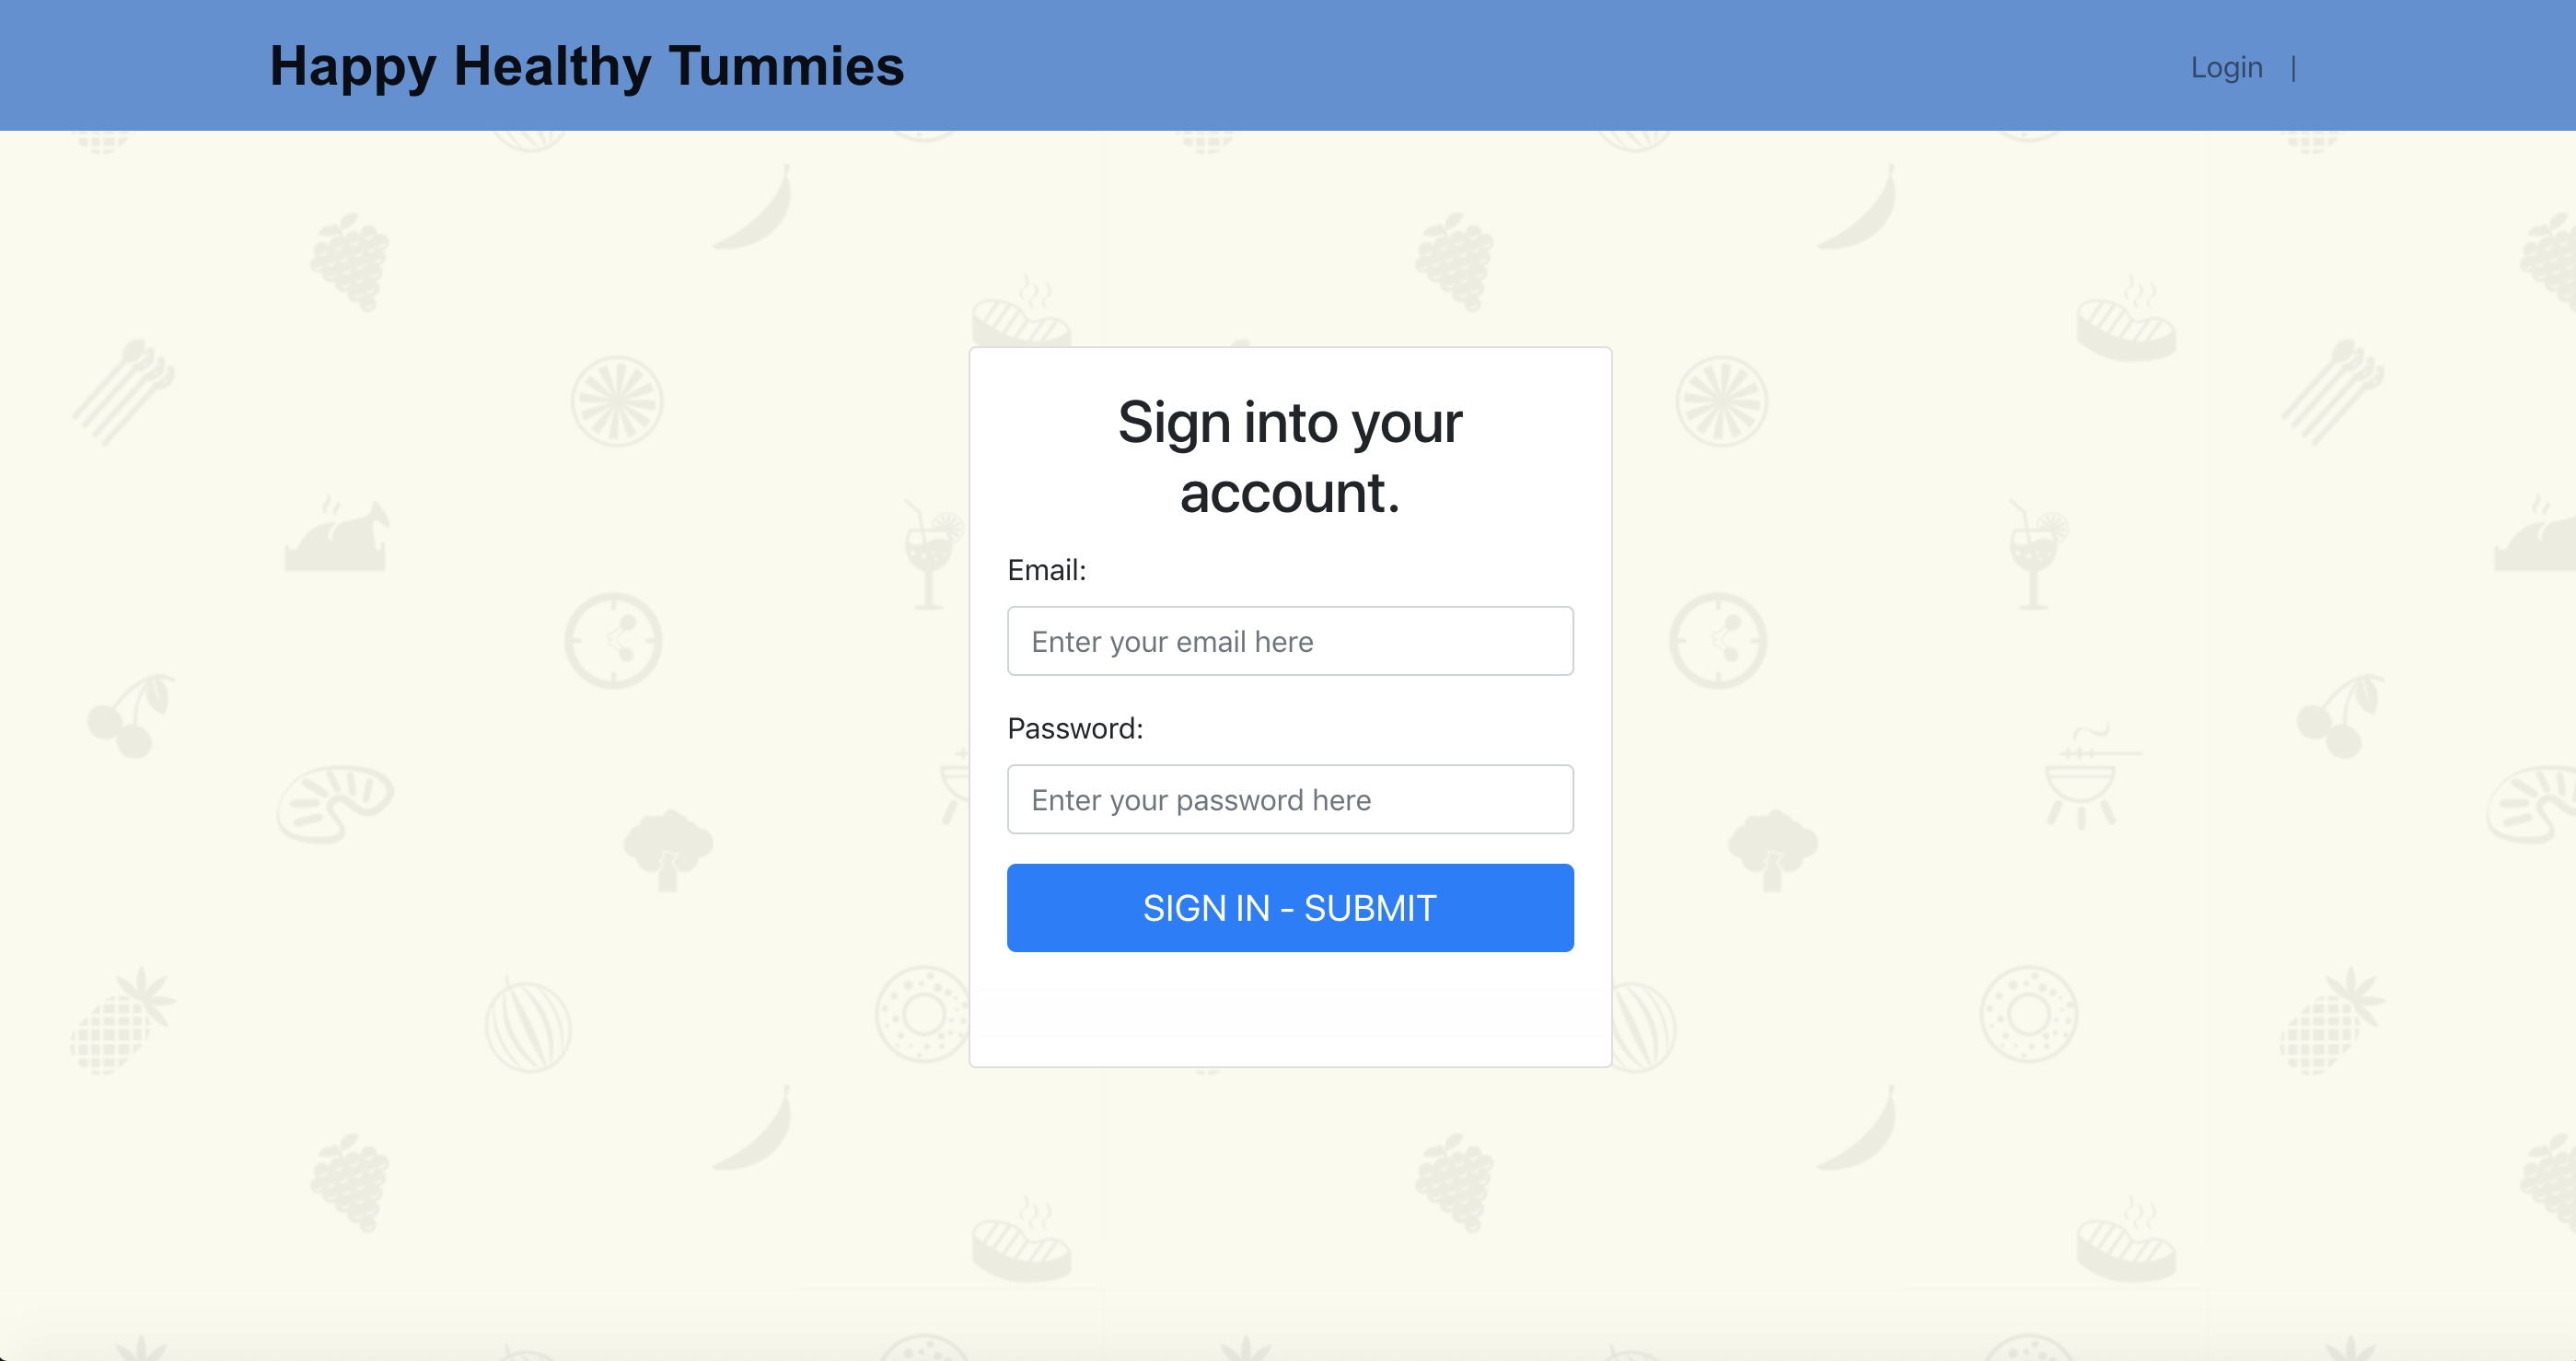 Happy Healthy Tummies
Login |
Sign into your
account.
Email:
Enter your email here
Password:
Enter your password here
SIGN IN - SUBMIT